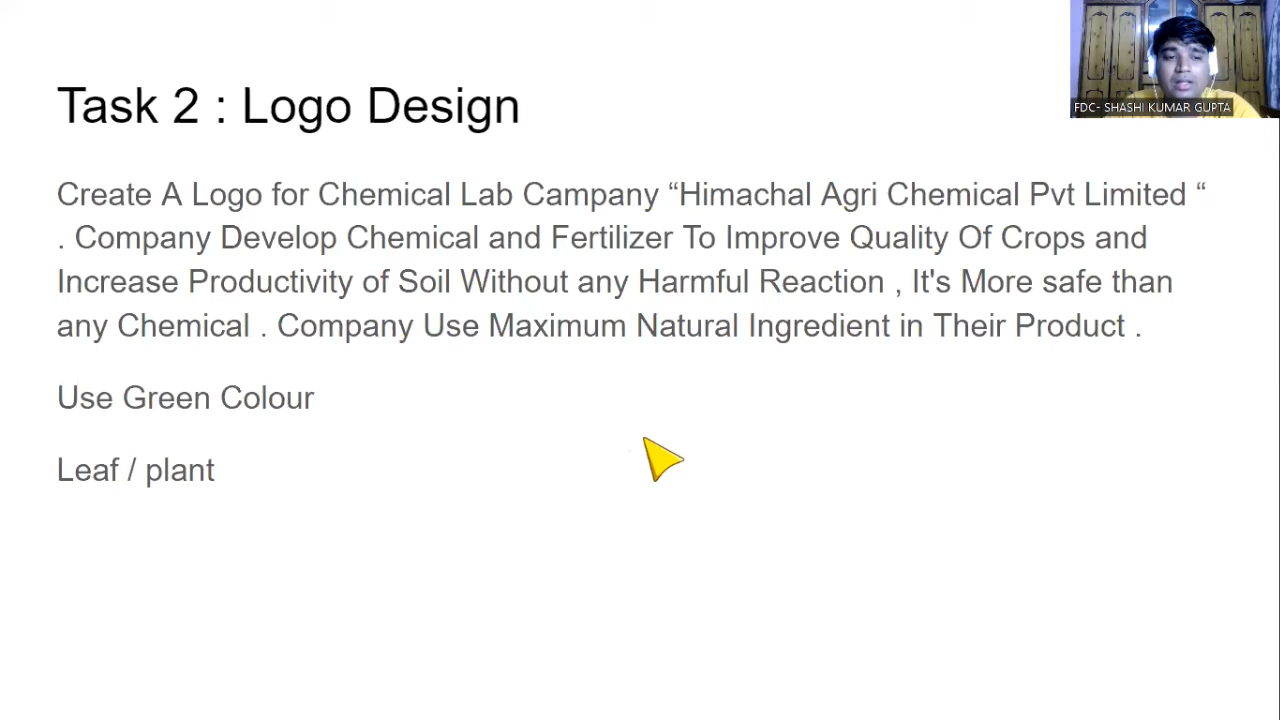 Task 2 : Logo Design
FDC- SHASHI KUMAR GUPTA
Create A Logo for Chemical Lab Campany “Himachal Agri Chemical Pvt Limited “
. Company Develop Chemical and Fertilizer To Improve Quality Of Crops and
Increase Productivity of Soil Without any Harmful Reaction , It's More safe than
any Chemical . Company Use Maximum Natural Ingredient in Their Product .
Use Green Colour
Leaf / plant